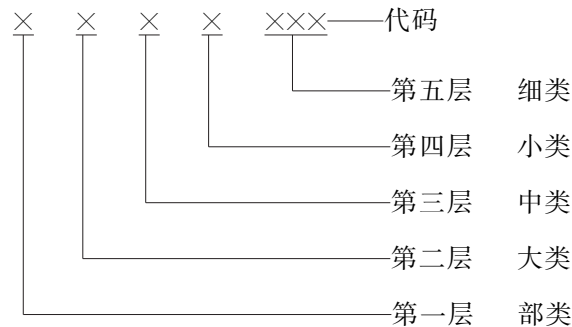 × × × × ××× 代码
第五层 细类
第四层 小类
第三层 中类
第二层 大类
第一层 部类